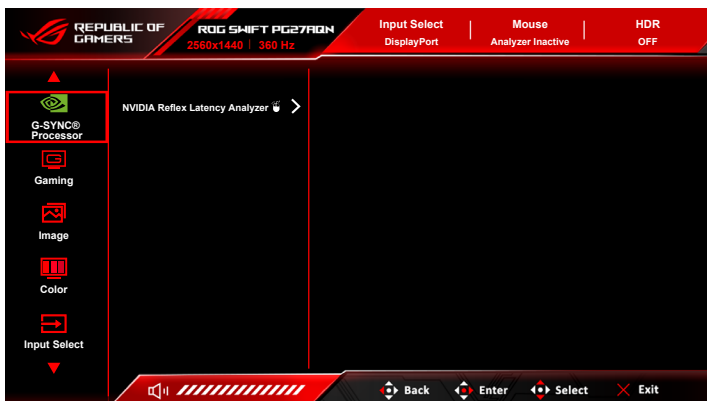 REPUBLIC OF
GAMERS
ROG SWIFT PG27AQN
2560x1440 | 360 Hz
Input Select
DisplayPort
Mouse
Analyzer Inactive
HDR
OFF
G-SYNC®
Processor
NVIDIA Reflex Latency Analyzer
Gaming
Image
Color
Input Select
Back
Enter
Select
Exit